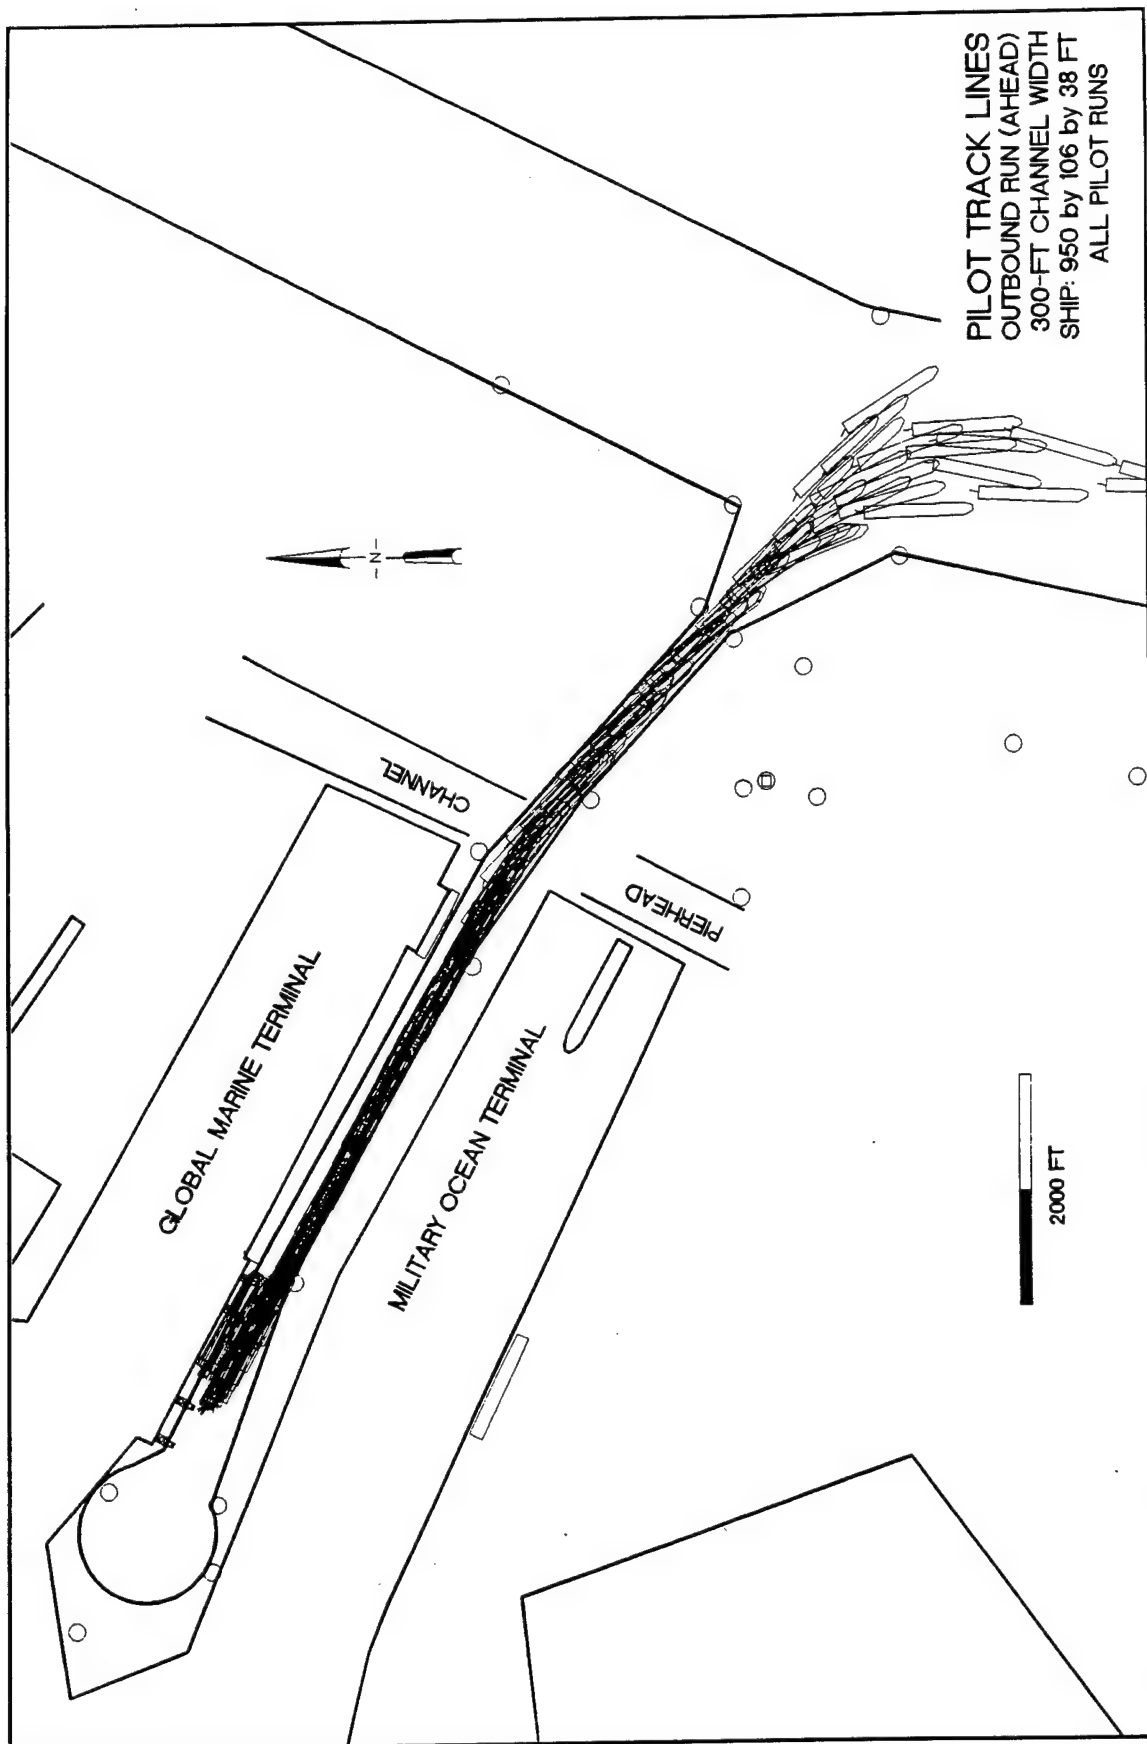 PILOT TRACK LINES
OUTBOUND RUN (AHEAD)
300-FT CHANNEL WIDTH
SHIP: 950 by 106 by 38 FT
ALL PILOT RUNS
-N-
CHANNEL
GLOBAL MARINE TERMINAL
PIERHEAD
MILITARY OCEAN TERMINAL
2000 FT